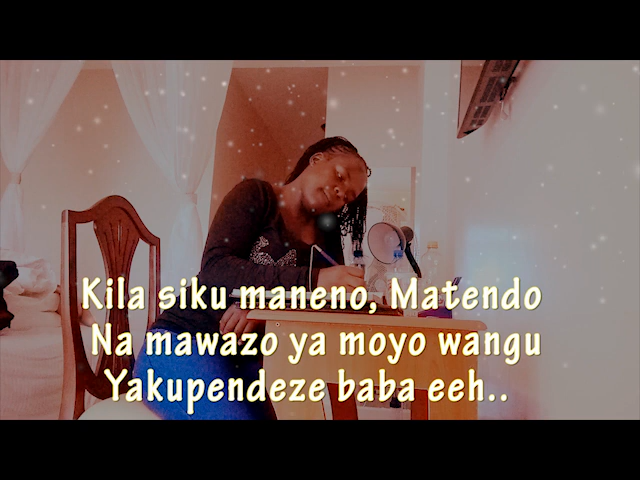 Kila siku maneno, Matendo
Na mawazo ya moyo wangu
Yakupendeze baba eeh..